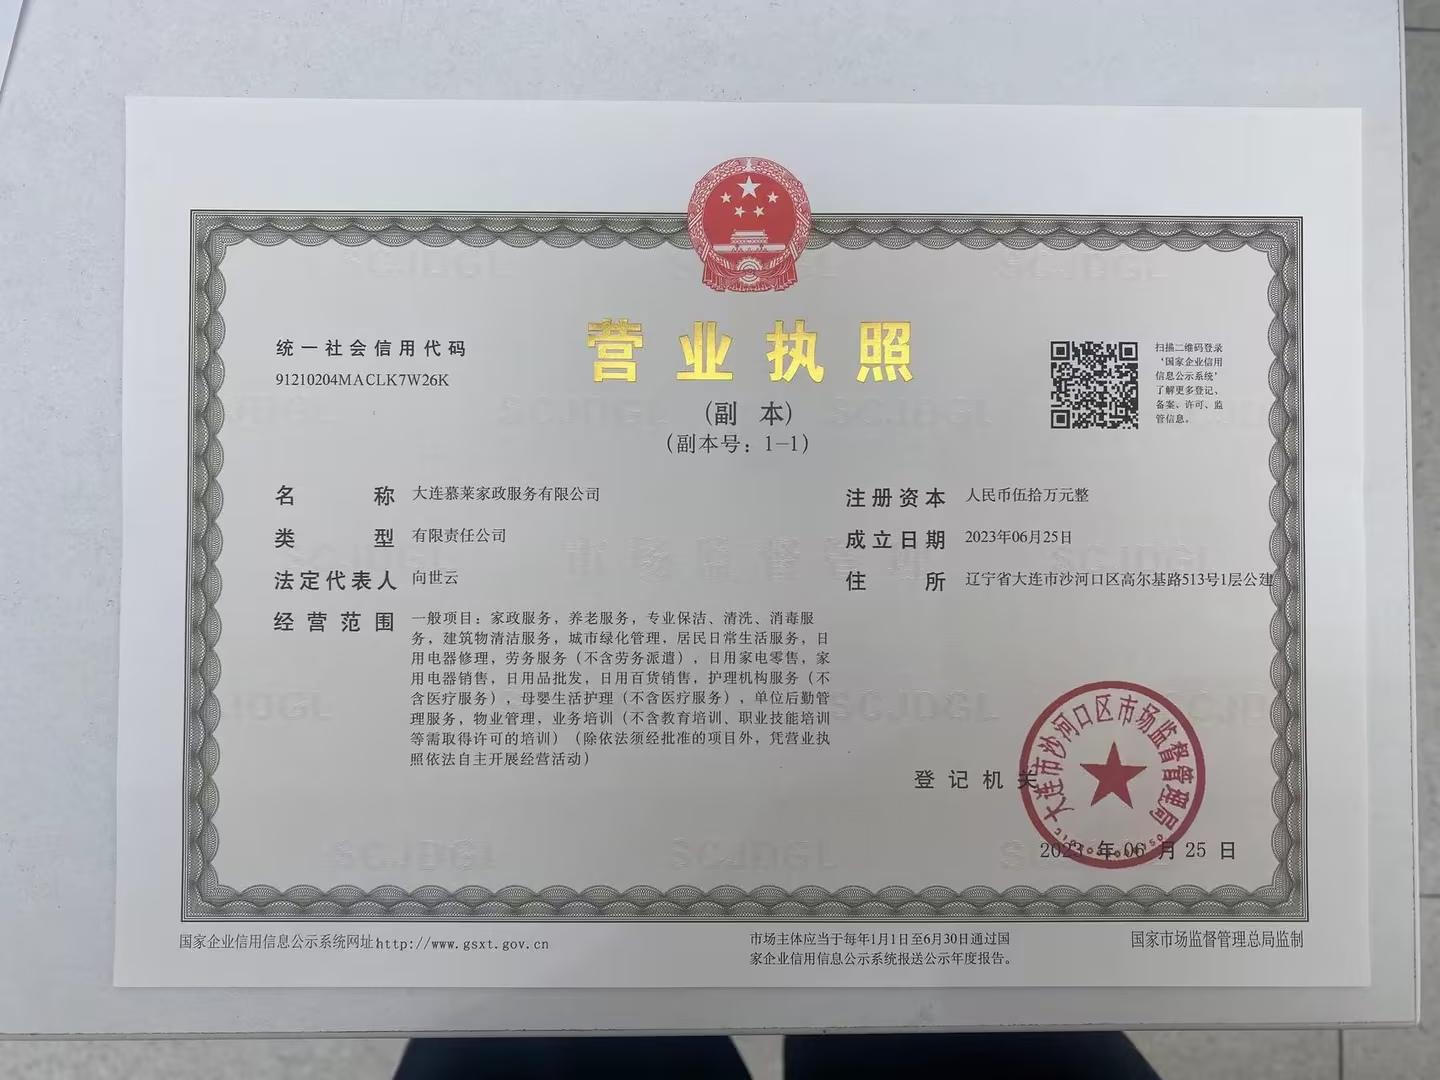 营业执照
(副 本)
(副本号：1-1)
统一社会信用代码
91210204MACLK7W26K
扫描二维码登录
‘国家企业信用
信息公示系统’
了解更多登记、
备案、许可、监
管信息。
名 称 大连慕莱家政服务有限公司
类 型 有限责任公司
法定代表人 向世云
经营范围 一般项目：家政服务，养老服务，专业保洁、清洗、消毒服
务，建筑物清洁服务，城市绿化管理，居民日常生活服务，日
用电器修理，劳务服务（不含劳务派遣），日用家电零售，家
用电器销售，日用品批发，日用百货销售，护理机构服务（不
含医疗服务），母婴生活护理（不含医疗服务），单位后勤管
理服务，物业管理，业务培训（不含教育培训、职业技能培训
等需取得许可的培训）（除依法须经批准的项目外，凭营业执
照依法自主开展经营活动）
注册资本 人民币伍拾万元整
成立日期 2023年06月25日
住 所 辽宁省大连市沙河口区高尔基路513号1层公建
登记机关
大连市沙河口区市场监督管理局
2023 年 06 月 25 日
国家企业信用信息公示系统网址http://www.gsxt.gov.cn
市场主体应当于每年1月1日至6月30日通过国
家企业信用信息公示系统报送公示年度报告。
国家市场监督管理总局监制